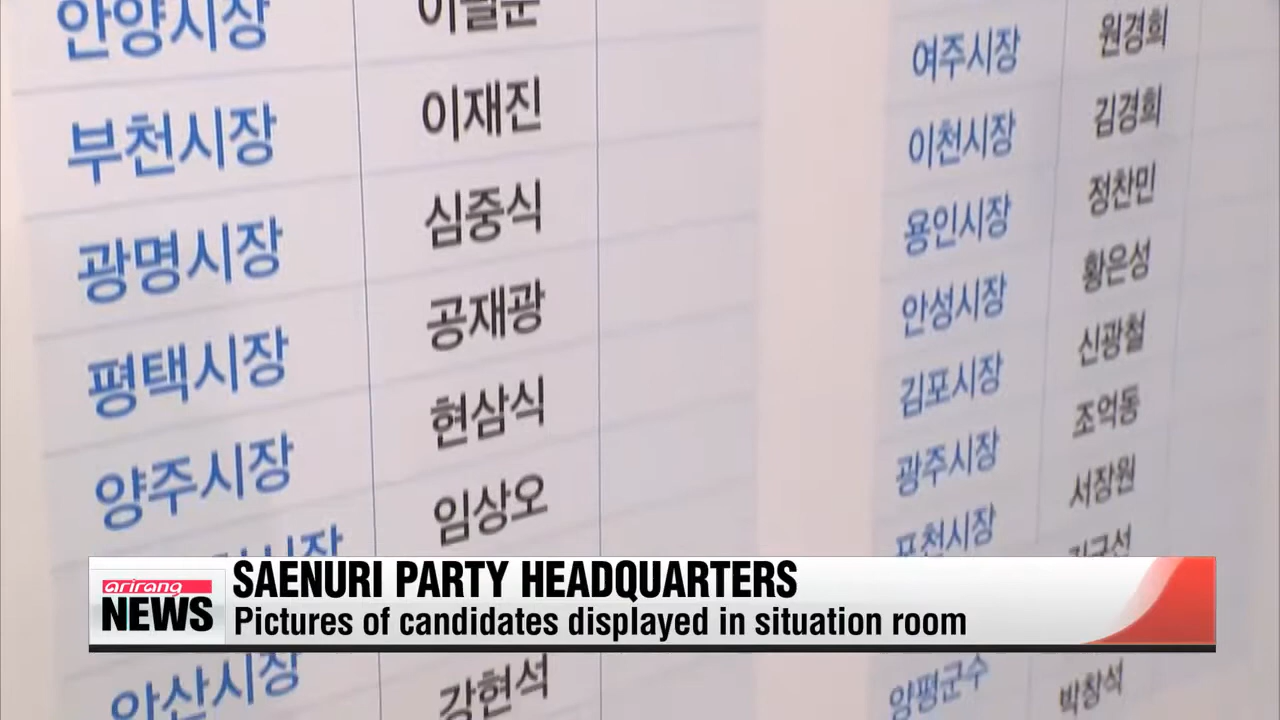 안양시장
부천시장 이재진
광명시장 심중식
평택시장 공재광
양주시장 현삼식
임상오
안산시장 강현석
여주시장 원경희
이천시장 김경희
용인시장 정찬민
안성시장 황은성
김포시장 신광철
광주시장 조억동
포천시장 서장원
양평군수 박창석
arirang
NEWS
SAENURI PARTY HEADQUARTERS
Pictures of candidates displayed in situation room